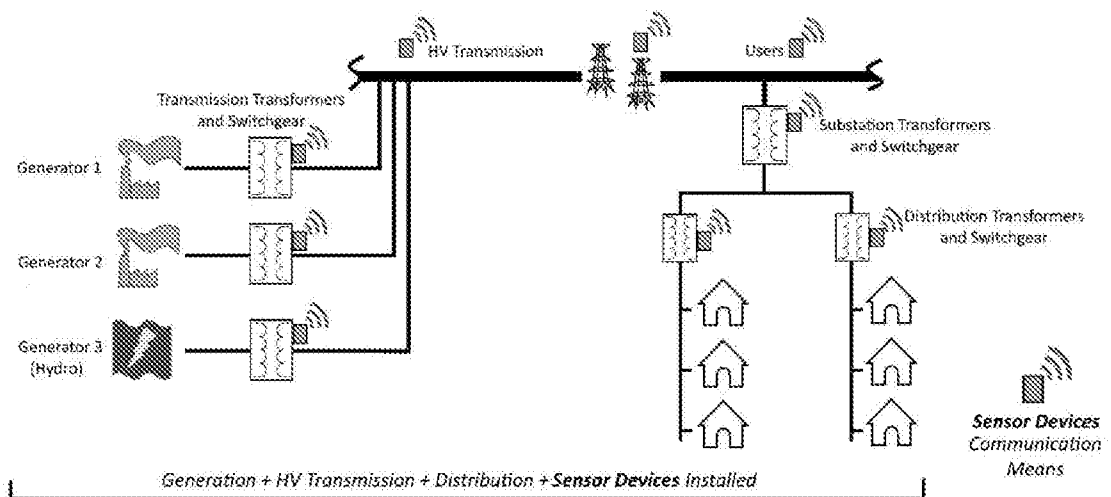 HV Transmission
Users
Transmission Transformers
and Switchgear
Substation Transformers
and Switchgear
Generator 1
Distribution Transformers
and Switchgear
Generator 2
Generator 3
(Hydro)
Sensor Devices
Communication
Means
Generation + HV Transmission + Distribution + Sensor Devices Installed